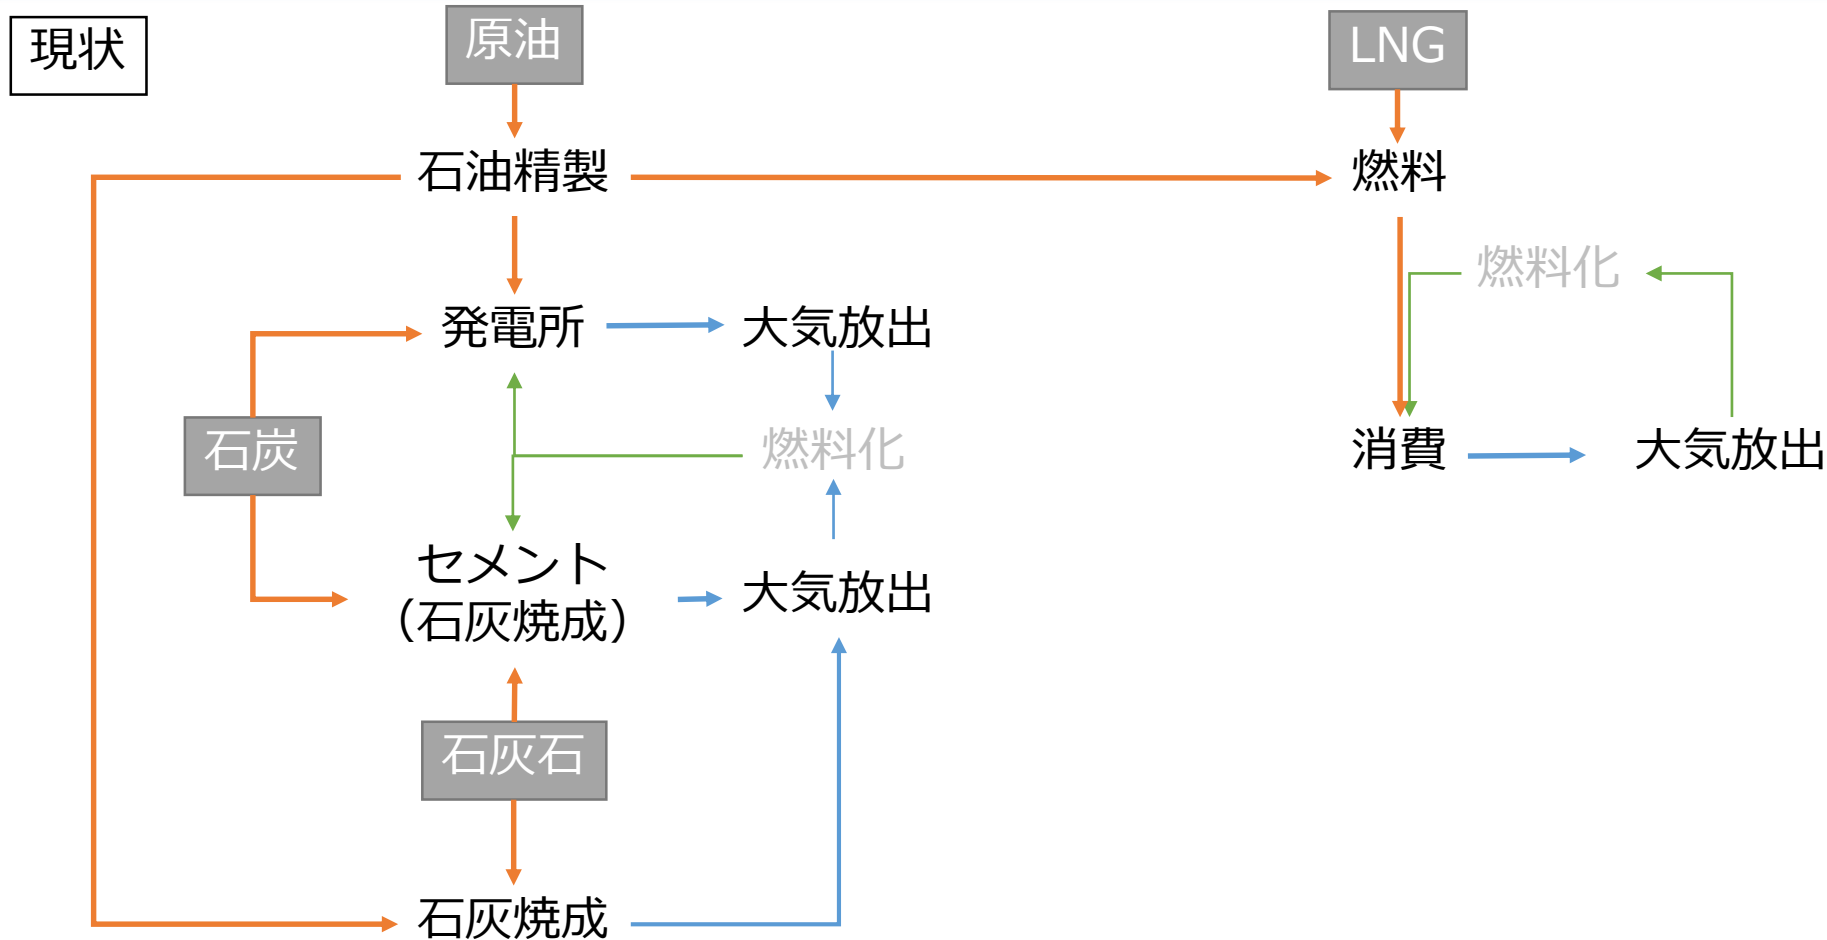 現状
原油
LNG
石油精製
燃料
燃料化
発電所
大気放出
石炭
燃料化
消費
大気放出
セメント
（石灰焼成）
大気放出
石灰石
石灰焼成